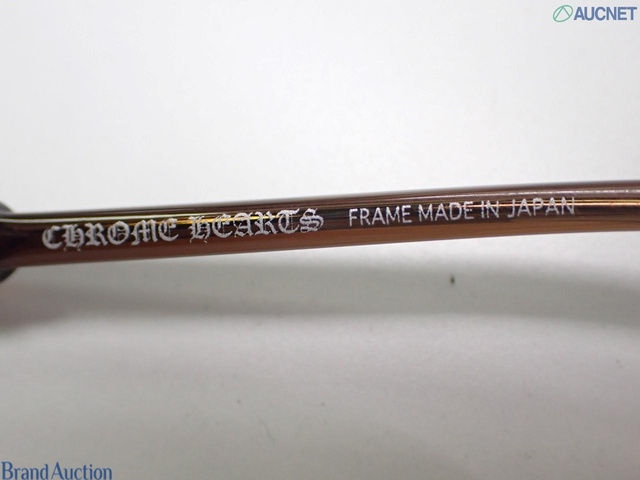 AUCNET
CHROME HEARTS FRAME MADE IN JAPAN
Brand Auction